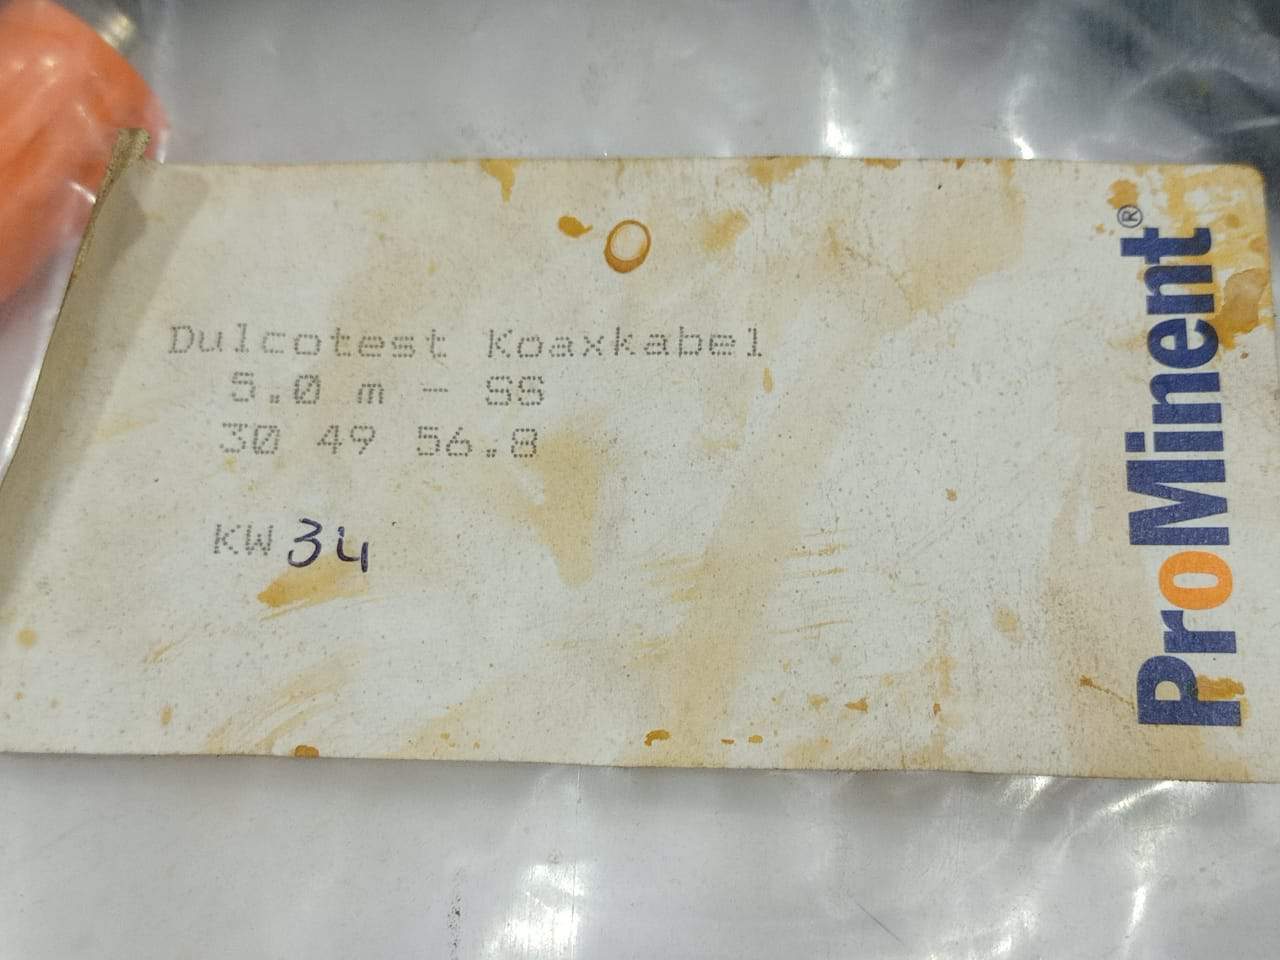 Dulcotest Koaxkabel
5.0 m - SS
30 49 56.8
KW 34
ProMinent®